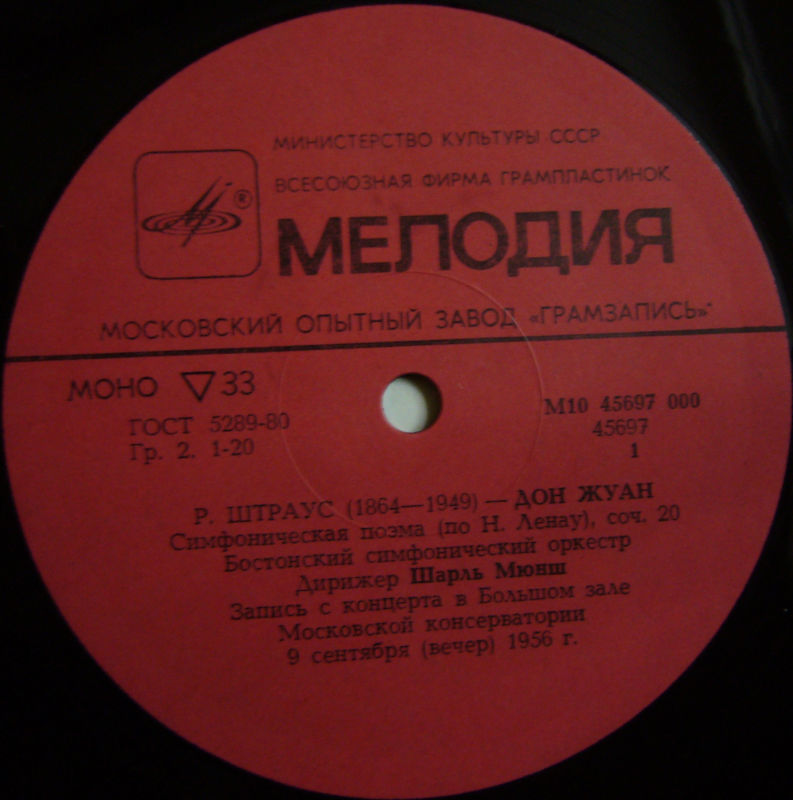 МИНИСТЕРСТВО КУЛЬТУРЫ СССР
ВСЕСОЮЗНАЯ ФИРМА ГРАМПЛАСТИНОК
®
МЕЛОДИЯ
МОСКОВСКИЙ ОПЫТНЫЙ ЗАВОД «ГРАМЗАПИСЬ»
МОНО ▽ 33
ГОСТ 5289-80
Гр. 2. 1-20
М10 45697 000
45697
1
Р. ШТРАУС (1864—1949) — ДОН ЖУАН
Симфоническая поэма (по Н. Ленау), соч. 20
Бостонский симфонический оркестр
Дирижер Шарль Мюнш
Запись с концерта в Большом зале
Московской консерватории
9 сентября (вечер) 1956 г.